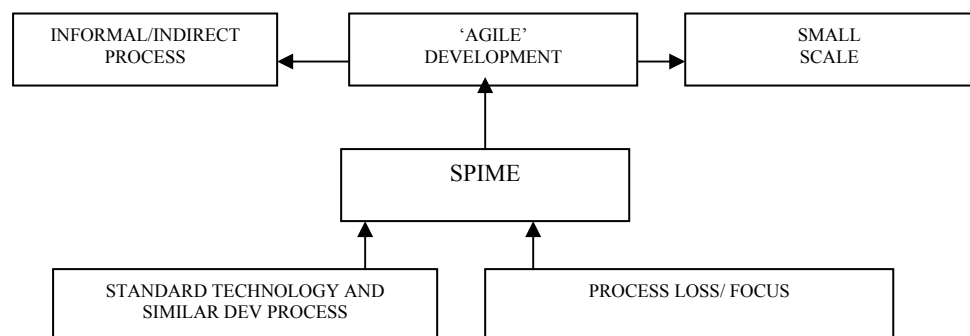 INFORMAL/INDIRECT
PROCESS
‘AGILE’
DEVELOPMENT
SMALL
SCALE
SPIME
STANDARD TECHNOLOGY AND
SIMILAR DEV PROCESS
PROCESS LOSS/ FOCUS